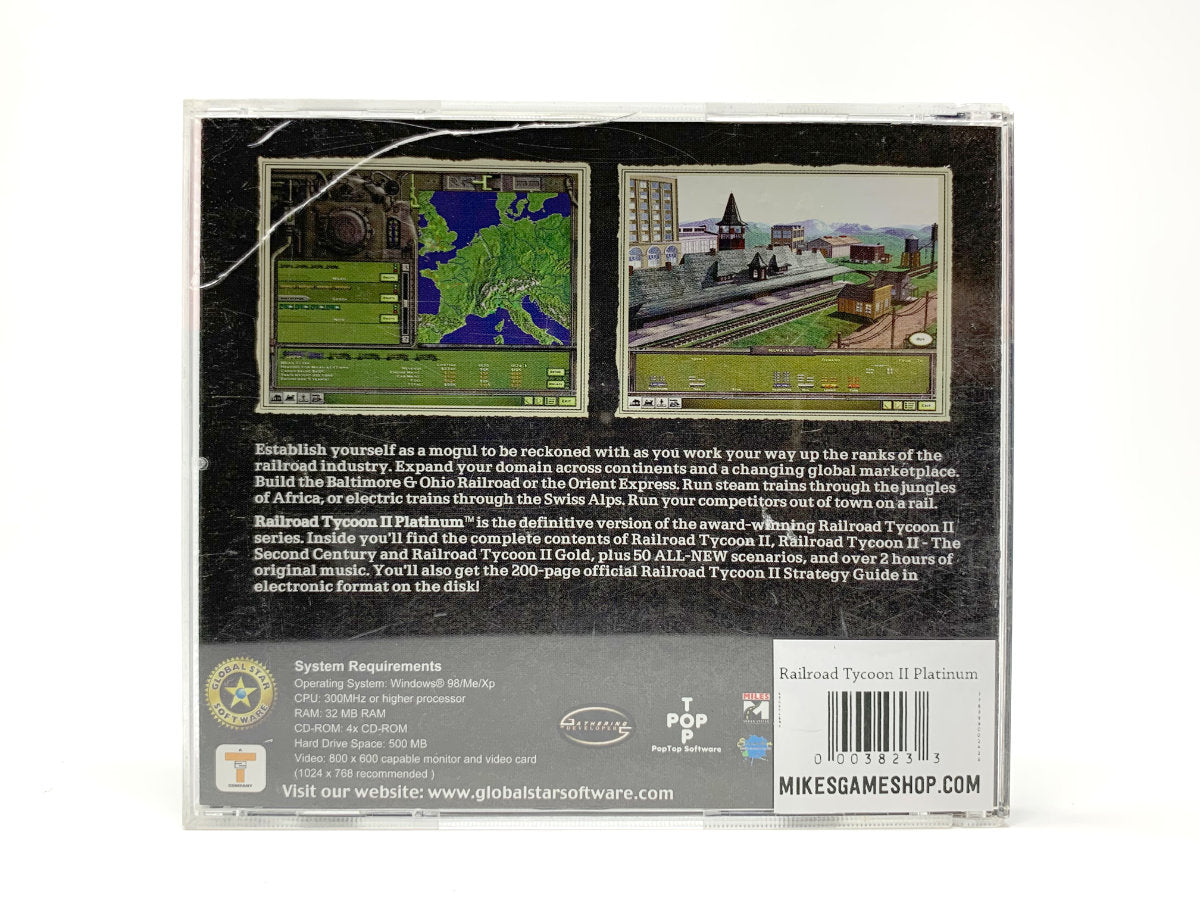 Establish yourself as a mogul to be reckoned with as you work your way up the ranks of the
railroad industry. Expand your domain across continents and a changing global marketplace.
Build the Baltimore & Ohio Railroad or the Orient Express. Run steam trains through the jungles
of Africa, or electric trains through the Swiss Alps. Run your competitors out of town on a rail.
Railroad Tycoon II Platinum™ is the definitive version of the award-winning Railroad Tycoon II
series. Inside you'll find the complete contents of Railroad Tycoon II, Railroad Tycoon II - The
Second Century and Railroad Tycoon II Gold, plus 50 ALL-NEW scenarios, and over 2 hours of
original music. You'll also get the 200-page official Railroad Tycoon II Strategy Guide in
electronic format on the disk!
GLOBAL STAR
SOFTWARE
A
T
COMPANY
System Requirements
Operating System: Windows® 98/Me/Xp
CPU: 300MHz or higher processor
RAM: 32 MB RAM
CD-ROM: 4x CD-ROM
Hard Drive Space: 500 MB
Video: 800 x 600 capable monitor and video card
(1024 x 768 recommended )
Visit our website: www.globalstarsoftware.com
GATHERING
DEVELOPERS
POP
TOP
PopTop Software
MILES
Railroad Tycoon II Platinum
0 003823 3
MIKESGAMESHOP.COM